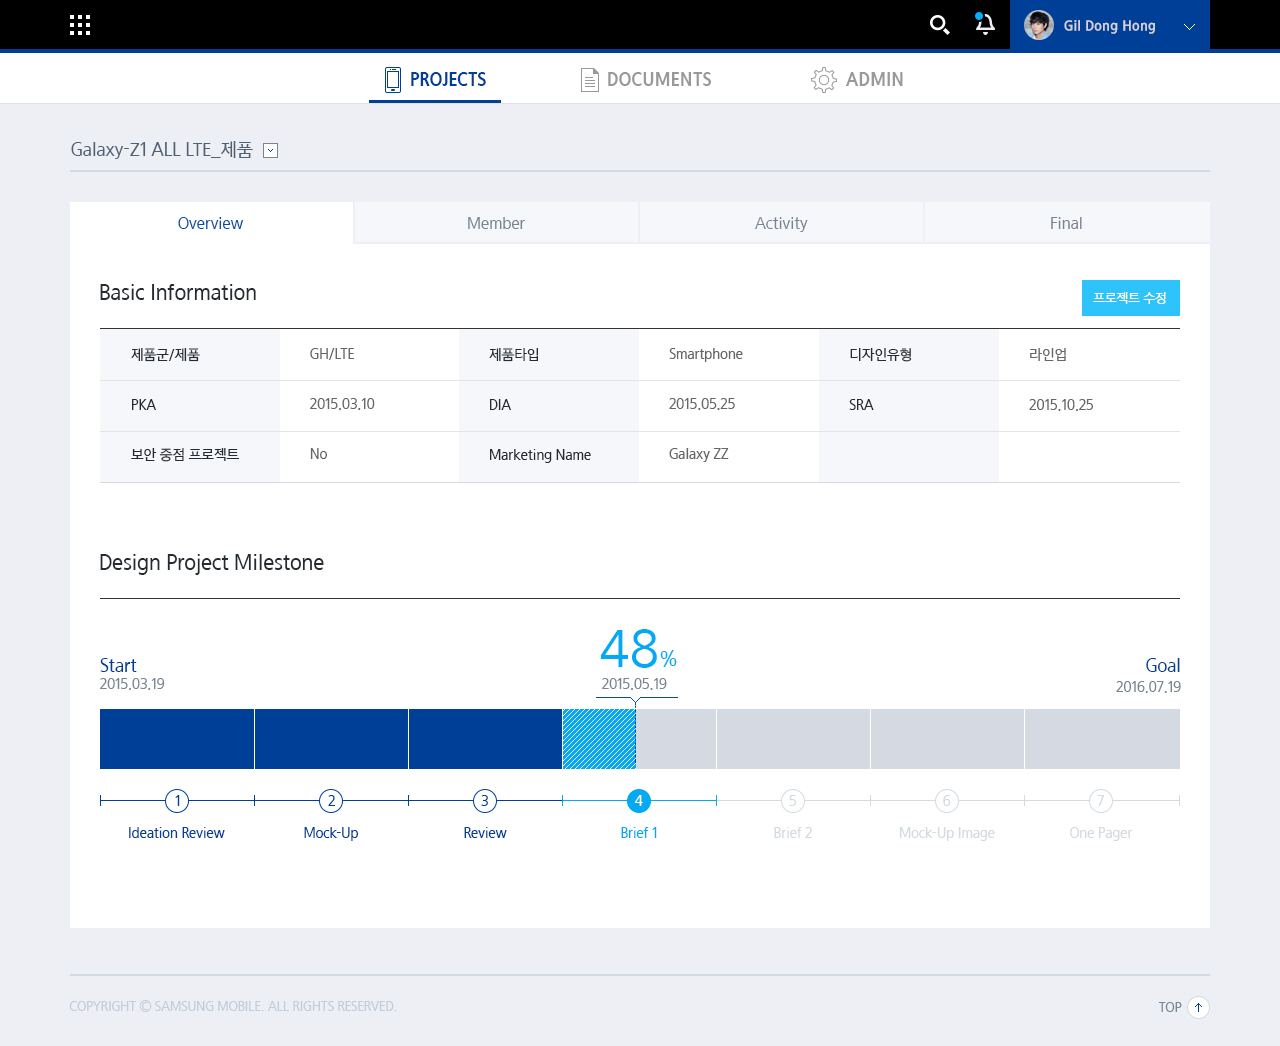 Gil Dong Hong
PROJECTS DOCUMENTS ADMIN
Galaxy-Z1 ALL LTE_제품
Overview Member Activity Final
Basic Information 프로젝트 수정
제품군/제품 GH/LTE 제품타입 Smartphone 디자인유형 라인업
PKA 2015.03.10 DIA 2015.05.25 SRA 2015.10.25
보안 중점 프로젝트 No Marketing Name Galaxy ZZ
Design Project Milestone
48%
Start Goal
2015.03.19 2015.05.19 2016.07.19
1 2 3 4 5 6 7
Ideation Review Mock-Up Review Brief 1 Brief 2 Mock-Up Image One Pager
COPYRIGHT © SAMSUNG MOBILE. ALL RIGHTS RESERVED. TOP